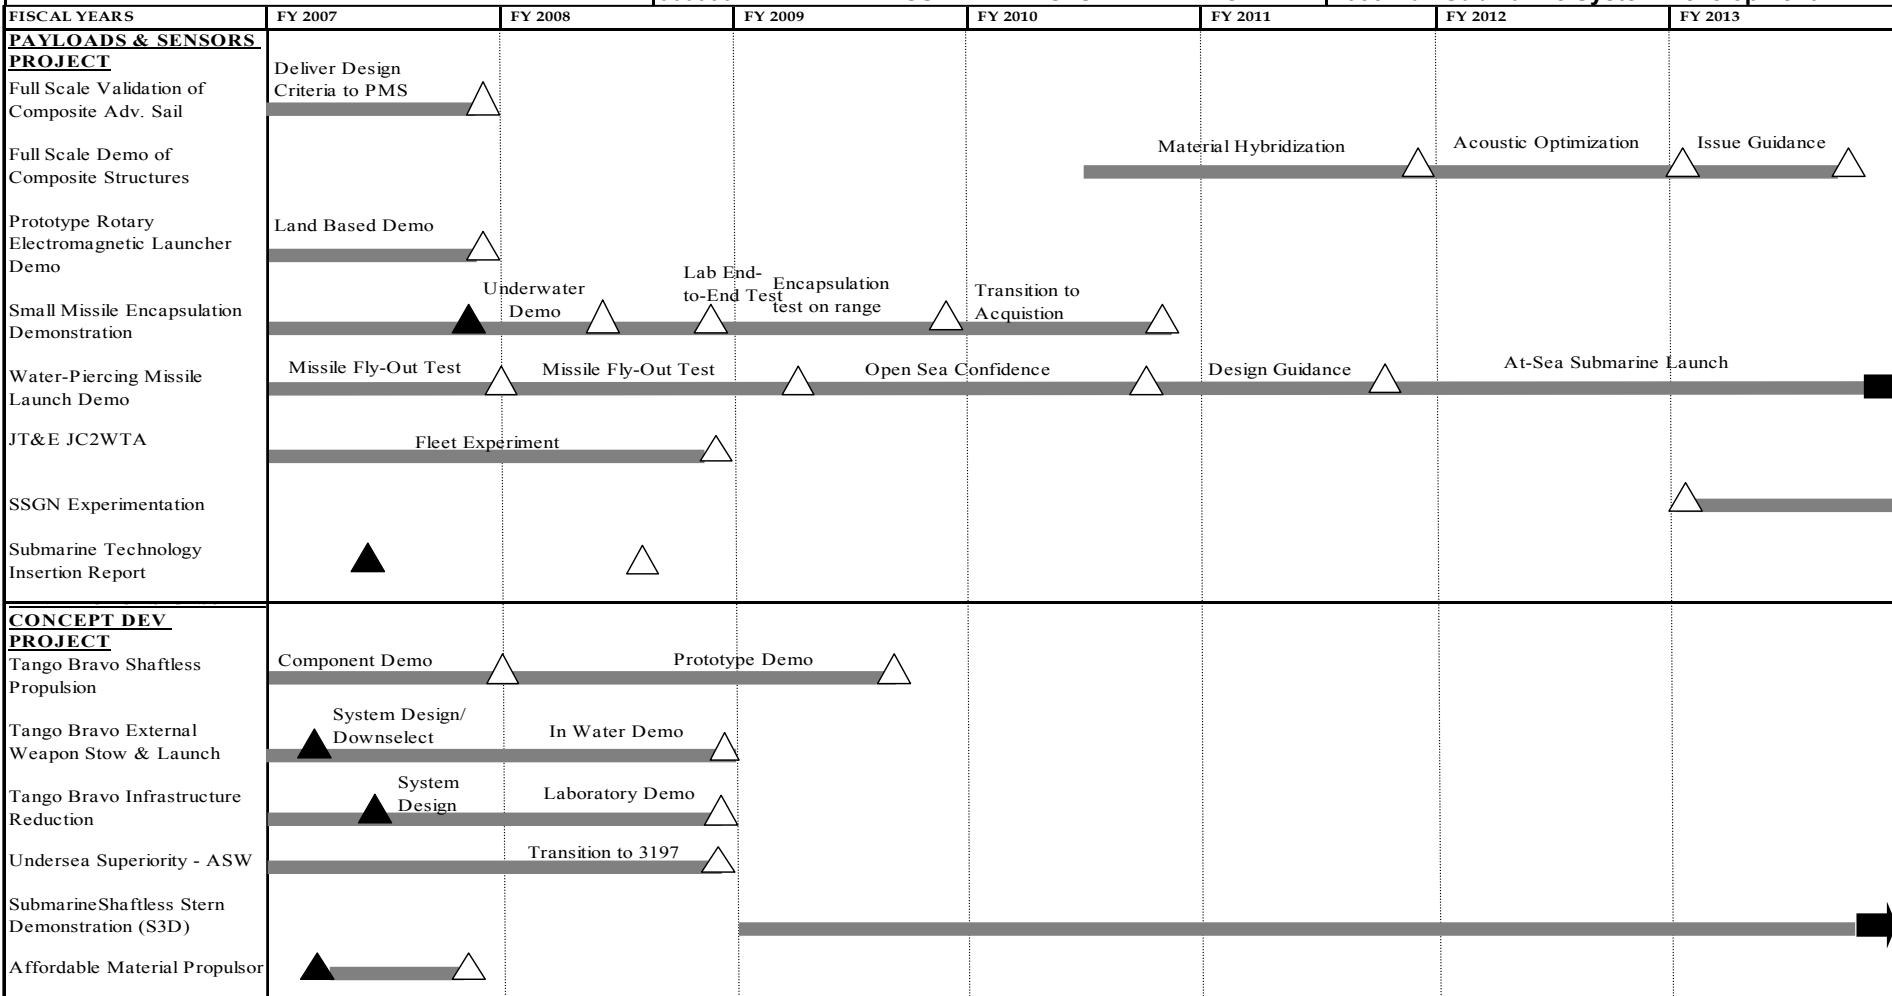 FISCAL YEARS FY 2007 FY 2008 FY 2009 FY 2010 FY 2011 FY 2012 FY 2013
PAYLOADS & SENSORS
PROJECT
Full Scale Validation of
Composite Adv. Sail
Deliver Design
Criteria to PMS
Full Scale Demo of
Composite Structures
Material Hybridization
Acoustic Optimization
Issue Guidance
Prototype Rotary
Electromagnetic Launcher
Demo
Land Based Demo
Small Missile Encapsulation
Demonstration
Underwater
Demo
Lab End-
to-End Test
Encapsulation
test on range
Transition to
Acquistion
Water-Piercing Missile
Launch Demo
Missile Fly-Out Test
Missile Fly-Out Test
Open Sea Confidence
Design Guidance
At-Sea Submarine Launch
JT&E JC2WTA
Fleet Experiment
SSGN Experimentation
Submarine Technology
Insertion Report
CONCEPT DEV
PROJECT
Tango Bravo Shaftless
Propulsion
Component Demo
Prototype Demo
Tango Bravo External
Weapon Stow & Launch
System Design/
Downselect
In Water Demo
Tango Bravo Infrastructure
Reduction
System
Design
Laboratory Demo
Undersea Superiority - ASW
Transition to 3197
SubmarineShaftless Stern
Demonstration (S3D)
Affordable Material Propulsor